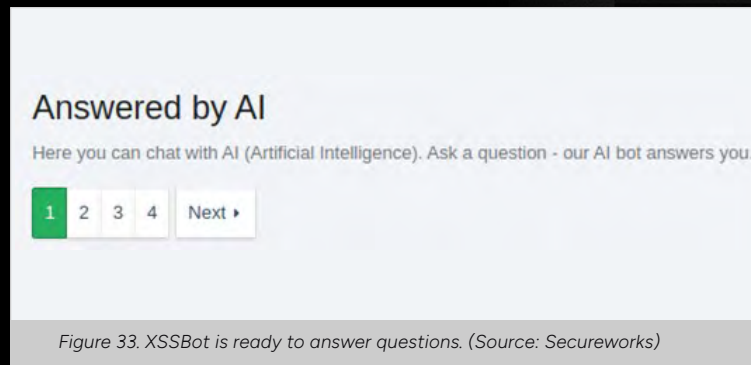 Answered by AI
Here you can chat with AI (Artificial Intelligence). Ask a question - our AI bot answers you.
1 2 3 4 Next ▸
Figure 33. XSSBot is ready to answer questions. (Source: Secureworks)